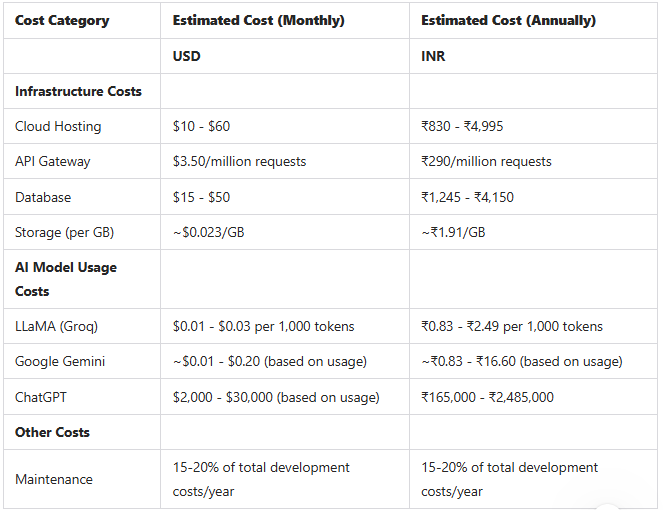 Cost Category Estimated Cost (Monthly) Estimated Cost (Annually)
USD INR
Infrastructure Costs
Cloud Hosting $10 - $60 ₹830 - ₹4,995
API Gateway $3.50/million requests ₹290/million requests
Database $15 - $50 ₹1,245 - ₹4,150
Storage (per GB) ~$0.023/GB ~₹1.91/GB
AI Model Usage
Costs
LLaMA (Groq) $0.01 - $0.03 per 1,000 tokens ₹0.83 - ₹2.49 per 1,000 tokens
Google Gemini ~$0.01 - $0.20 (based on usage) ~₹0.83 - ₹16.60 (based on usage)
ChatGPT $2,000 - $30,000 (based on usage) ₹165,000 - ₹2,485,000
Other Costs
Maintenance 15-20% of total development 15-20% of total development
costs/year costs/year